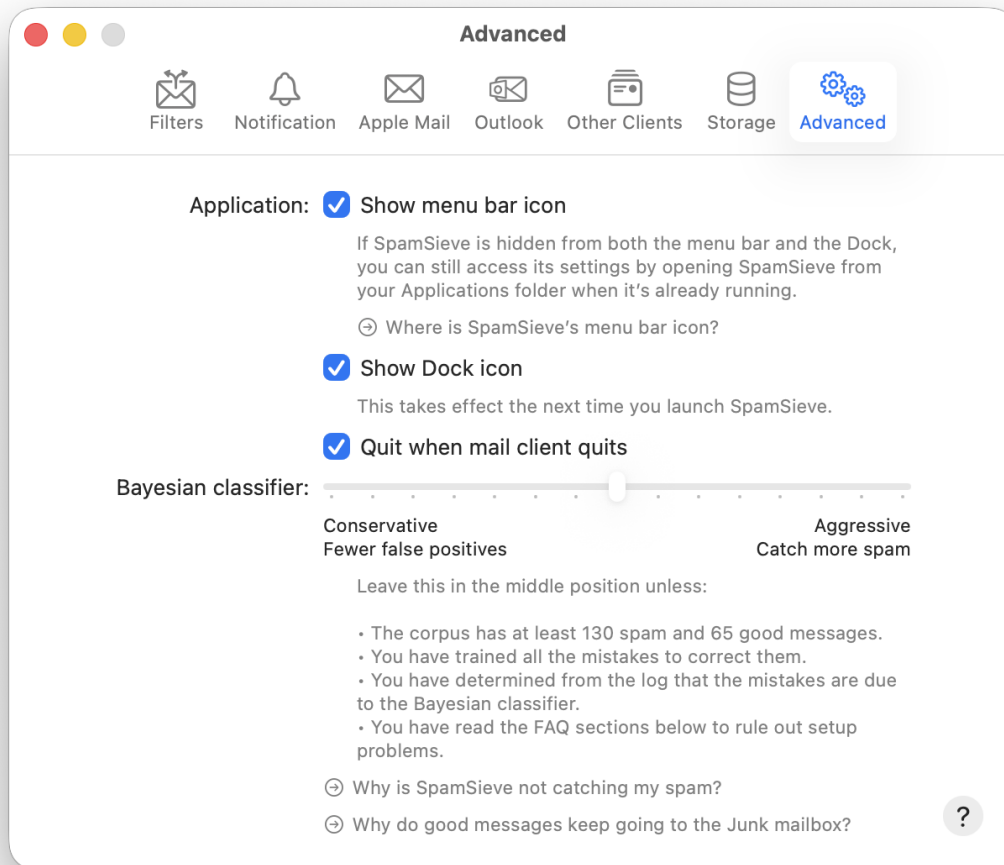 Advanced
Filters
Notification
Apple Mail
Outlook
Other Clients
Storage
Advanced
Application:
Show menu bar icon
If SpamSieve is hidden from both the menu bar and the Dock,
you can still access its settings by opening SpamSieve from
your Applications folder when it’s already running.
Where is SpamSieve’s menu bar icon?
Show Dock icon
This takes effect the next time you launch SpamSieve.
Quit when mail client quits
Bayesian classifier:
Conservative
Fewer false positives
Aggressive
Catch more spam
Leave this in the middle position unless:
• The corpus has at least 130 spam and 65 good messages.
• You have trained all the mistakes to correct them.
• You have determined from the log that the mistakes are due
to the Bayesian classifier.
• You have read the FAQ sections below to rule out setup
problems.
Why is SpamSieve not catching my spam?
Why do good messages keep going to the Junk mailbox?
?